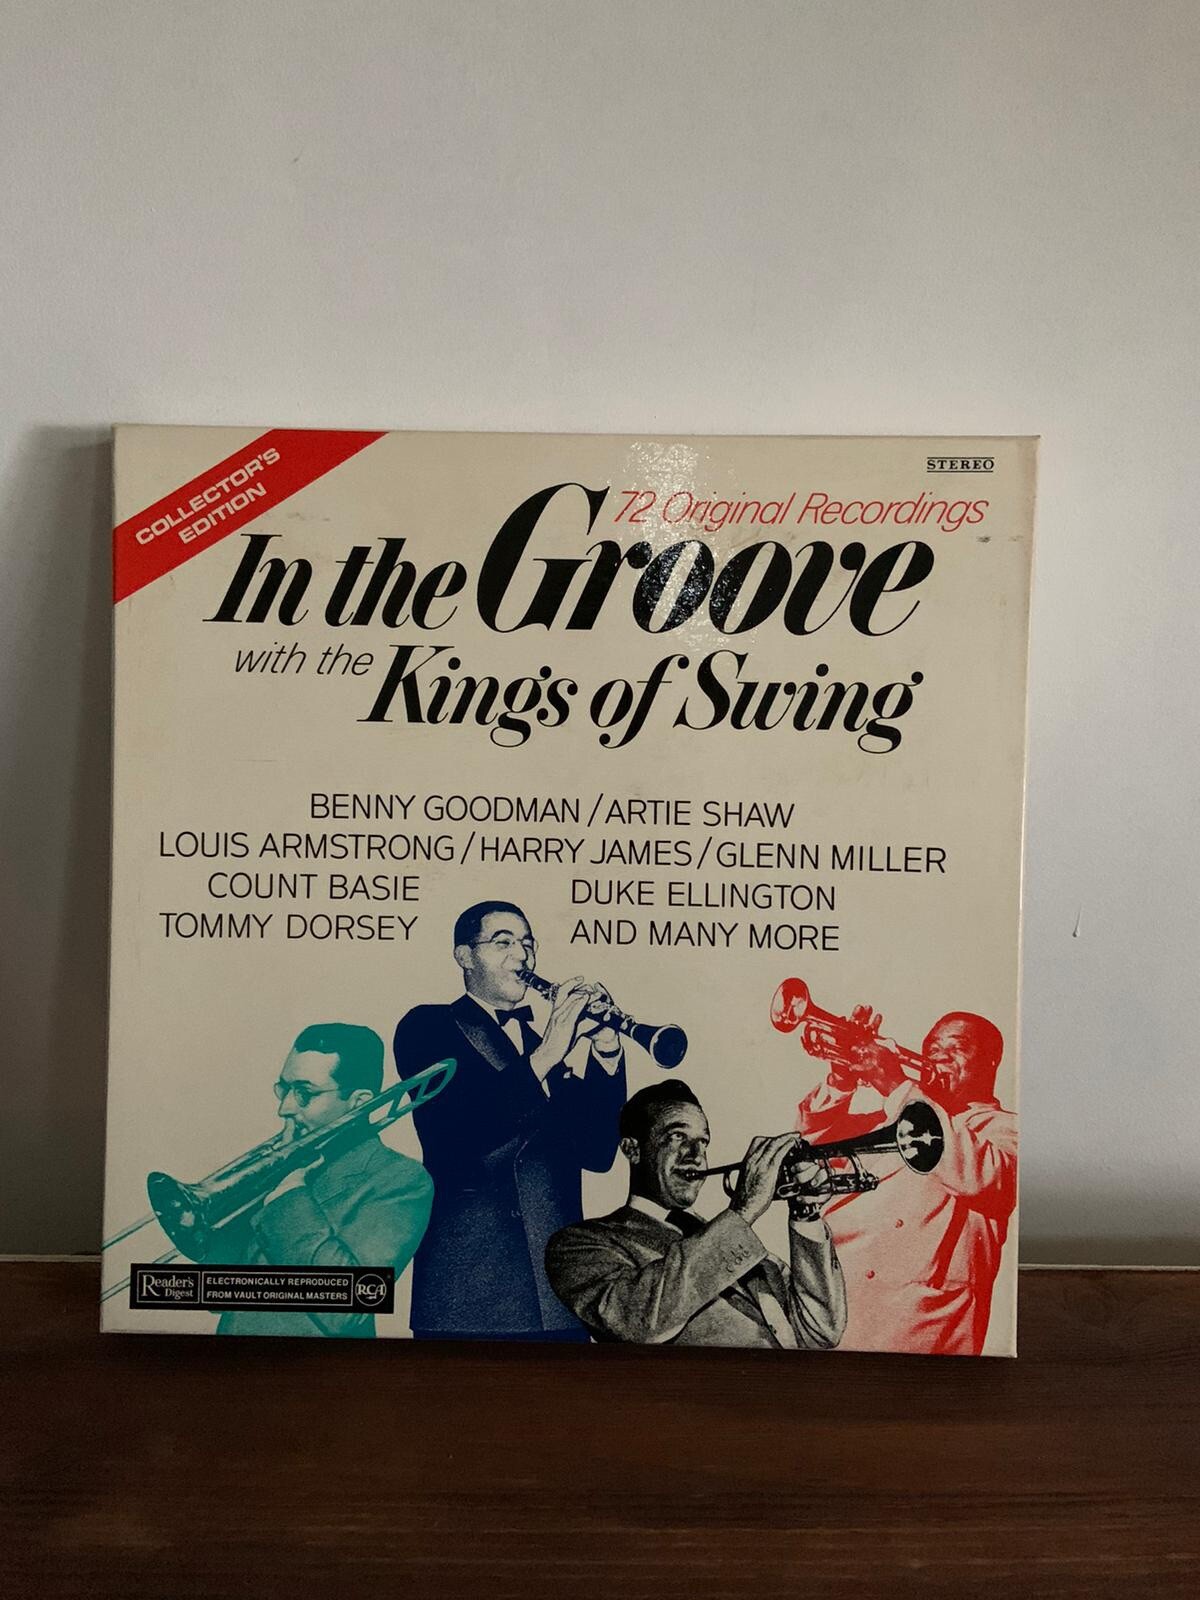 COLLECTOR'S
EDITION
STEREO
72 Original Recordings
In the Groove
with the Kings of Swing
BENNY GOODMAN / ARTIE SHAW
LOUIS ARMSTRONG / HARRY JAMES / GLENN MILLER
COUNT BASIE DUKE ELLINGTON
TOMMY DORSEY AND MANY MORE
Reader's
Digest
ELECTRONICALLY REPRODUCED
FROM VAULT ORIGINAL MASTERS
RCA